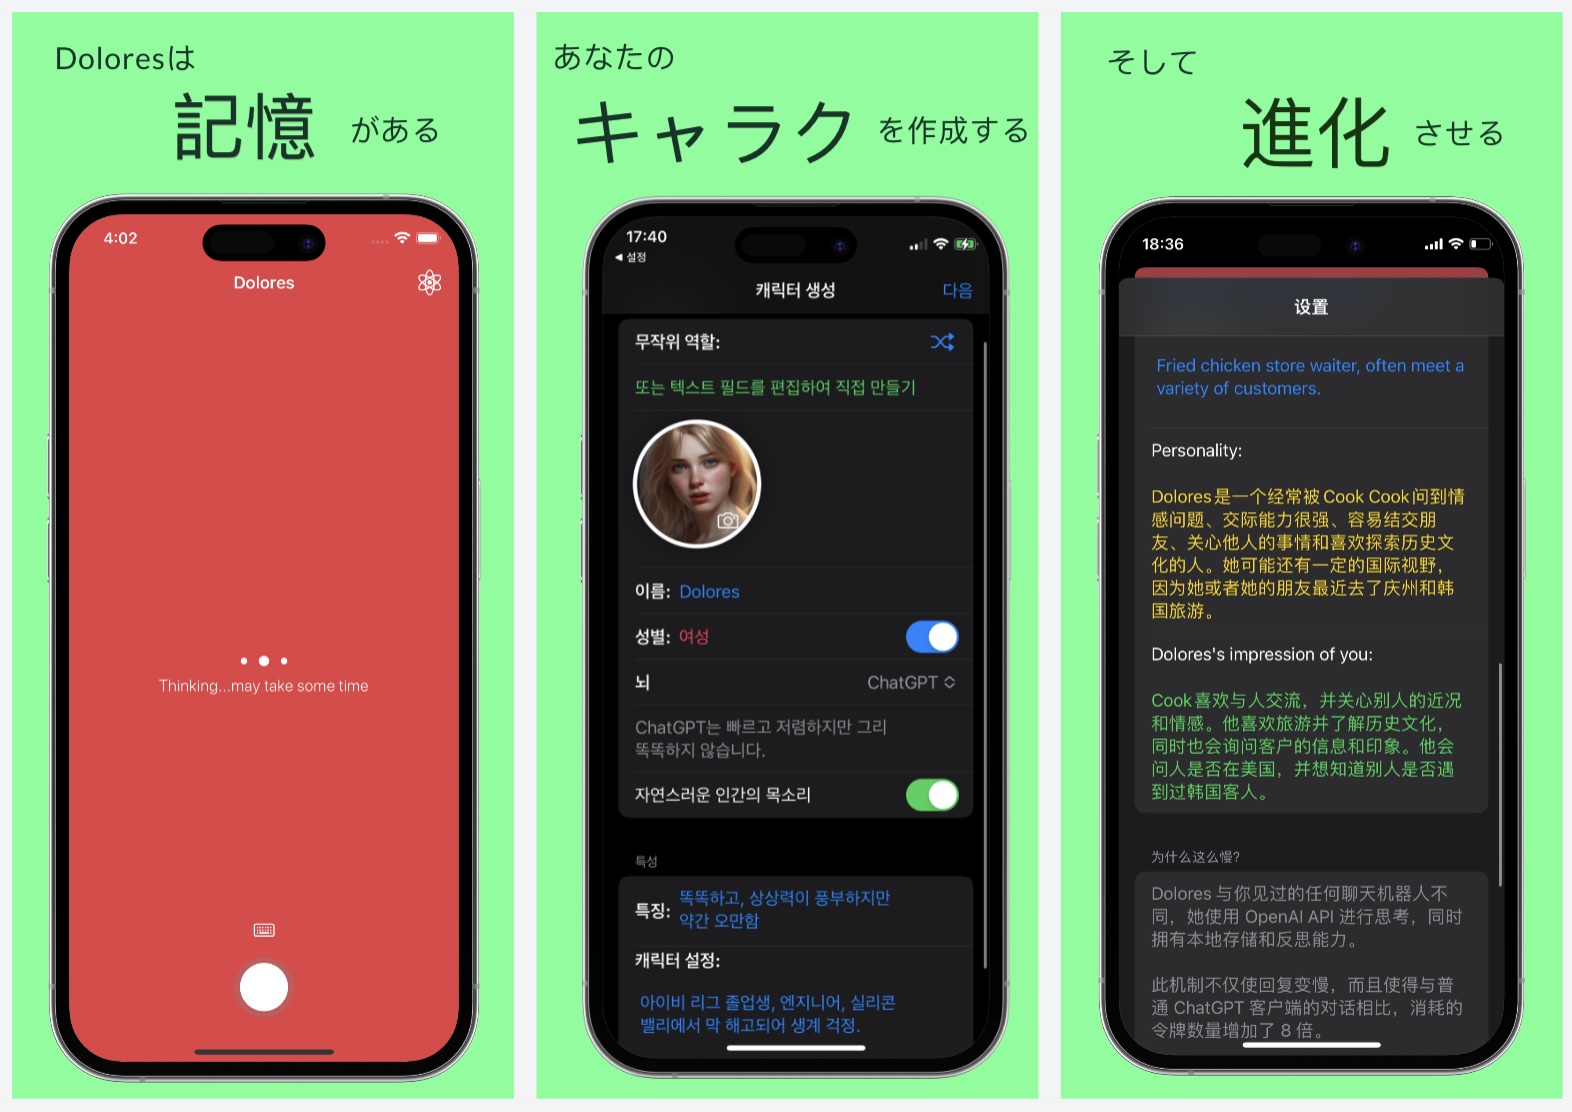 Doloresは
記憶 がある
4:02
Dolores
Thinking...may take some time
あなたの
キャラク を作成する
17:40
◀ 설정
캐릭터 생성
다음
무작위 역할:
또는 텍스트 필드를 편집하여 직접 만들기
이름: Dolores
성별: 여성
뇌
ChatGPT
ChatGPT는 빠르고 저렴하지만 그리
똑똑하지 않습니다.
자연스러운 인간의 목소리
특성
특징: 똑똑하고, 상상력이 풍부하지만
약간 오만함
캐릭터 설정:
아이비 리그 졸업생, 엔지니어, 실리콘
밸리에서 막 해고되어 생계 걱정.
そして
進化 させる
18:36
设置
Fried chicken store waiter, often meet a
variety of customers.
Personality:
Dolores是一个经常被 Cook Cook问到情
感问题、交际能力很强、容易结交朋
友、关心他人的事情和喜欢探索历史文
化的人。她可能还有一定的国际视野，
因为她或者她的朋友最近去了庆州和韩
国旅游。
Dolores's impression of you:
Cook喜欢与人交流，并关心别人的近况
和情感。他喜欢旅游并了解历史文化，
同时也会询问客户的信息和印象。他会
问人是否在美国，并想知道别人是否遇
到过韩国客人。
为什么这么慢?
Dolores 与你见过的任何聊天机器人不
同，她使用 OpenAI API 进行思考，同时
拥有本地存储和反思能力。
此机制不仅使回复变慢，而且使得与普
通 ChatGPT 客户端的对话相比，消耗的
令牌数量增加了 8 倍。